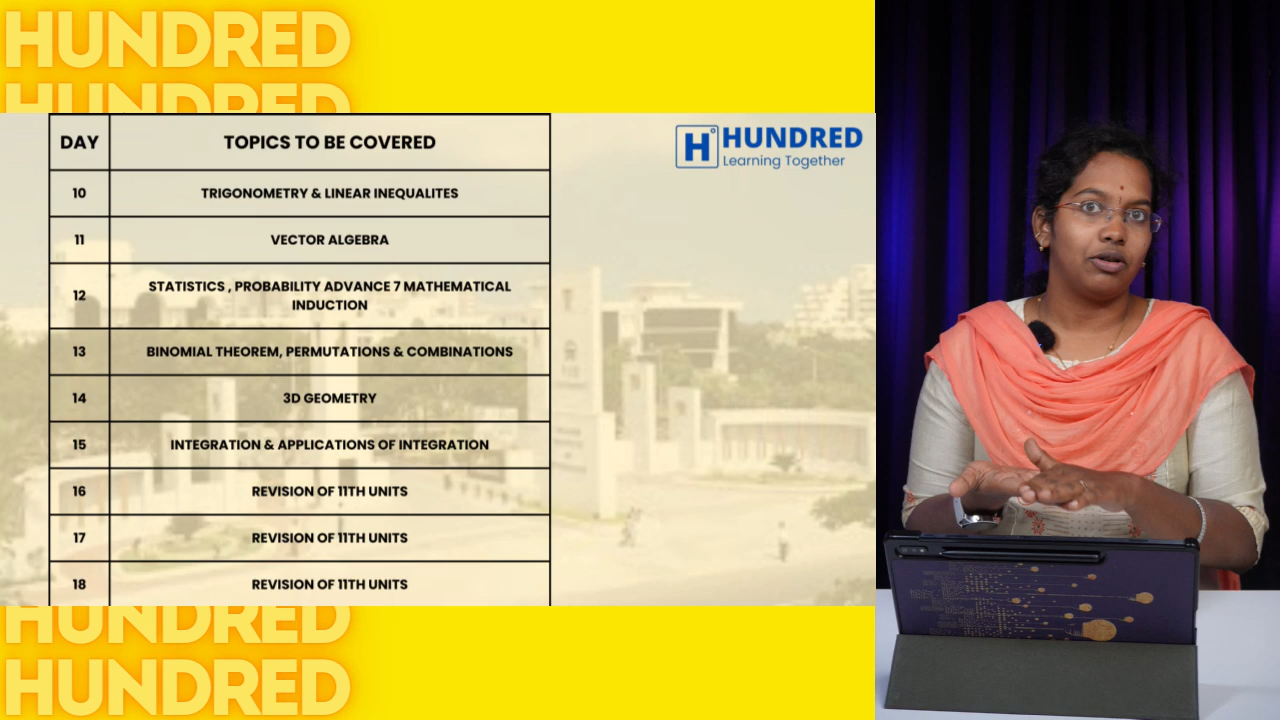 HUNDRED
HUNDRED
DAY TOPICS TO BE COVERED
H HUNDRED
Learning Together
10 TRIGONOMETRY & LINEAR INEQUALITES
11 VECTOR ALGEBRA
12 STATISTICS , PROBABILITY ADVANCE 7 MATHEMATICAL
INDUCTION
13 BINOMIAL THEOREM, PERMUTATIONS & COMBINATIONS
14 3D GEOMETRY
15 INTEGRATION & APPLICATIONS OF INTEGRATION
16 REVISION OF 11TH UNITS
17 REVISION OF 11TH UNITS
18 REVISION OF 11TH UNITS
HUNDRED
HUNDRED